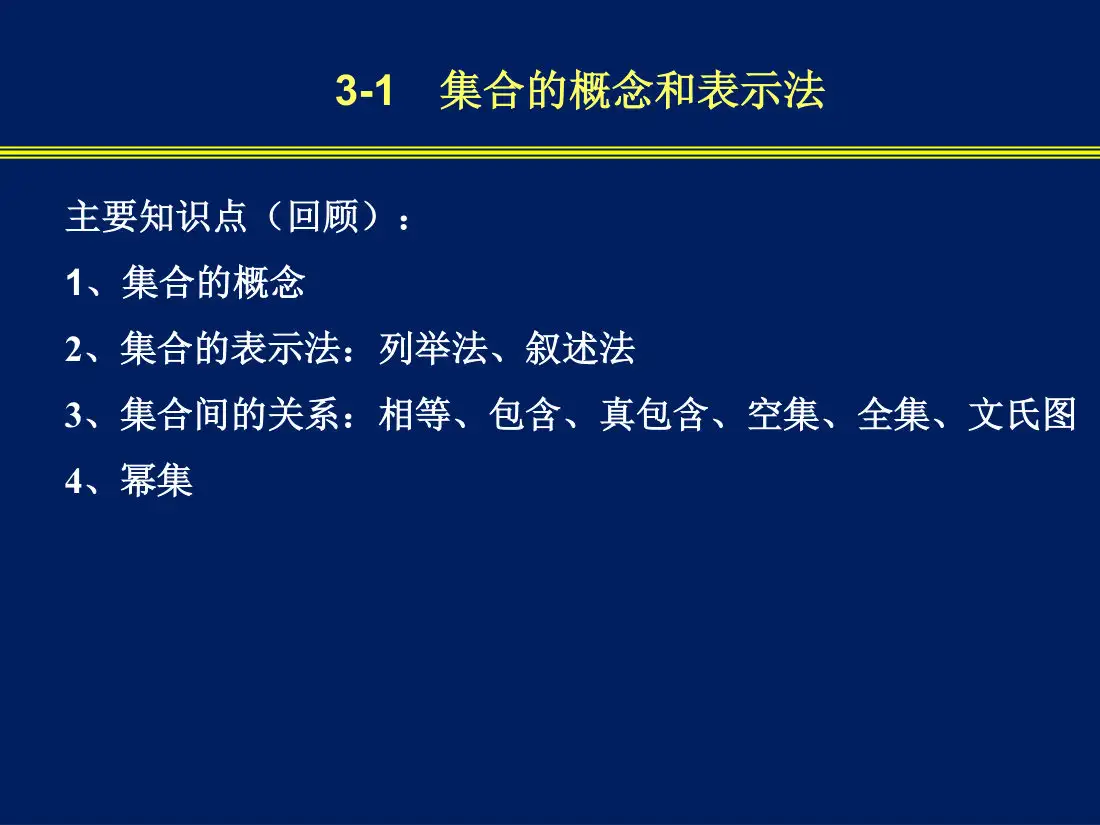 3-1 集合的概念和表示法
主要知识点（回顾）：
1、集合的概念
2、集合的表示法：列举法、叙述法
3、集合间的关系：相等、包含、真包含、空集、全集、文氏图
4、幂集